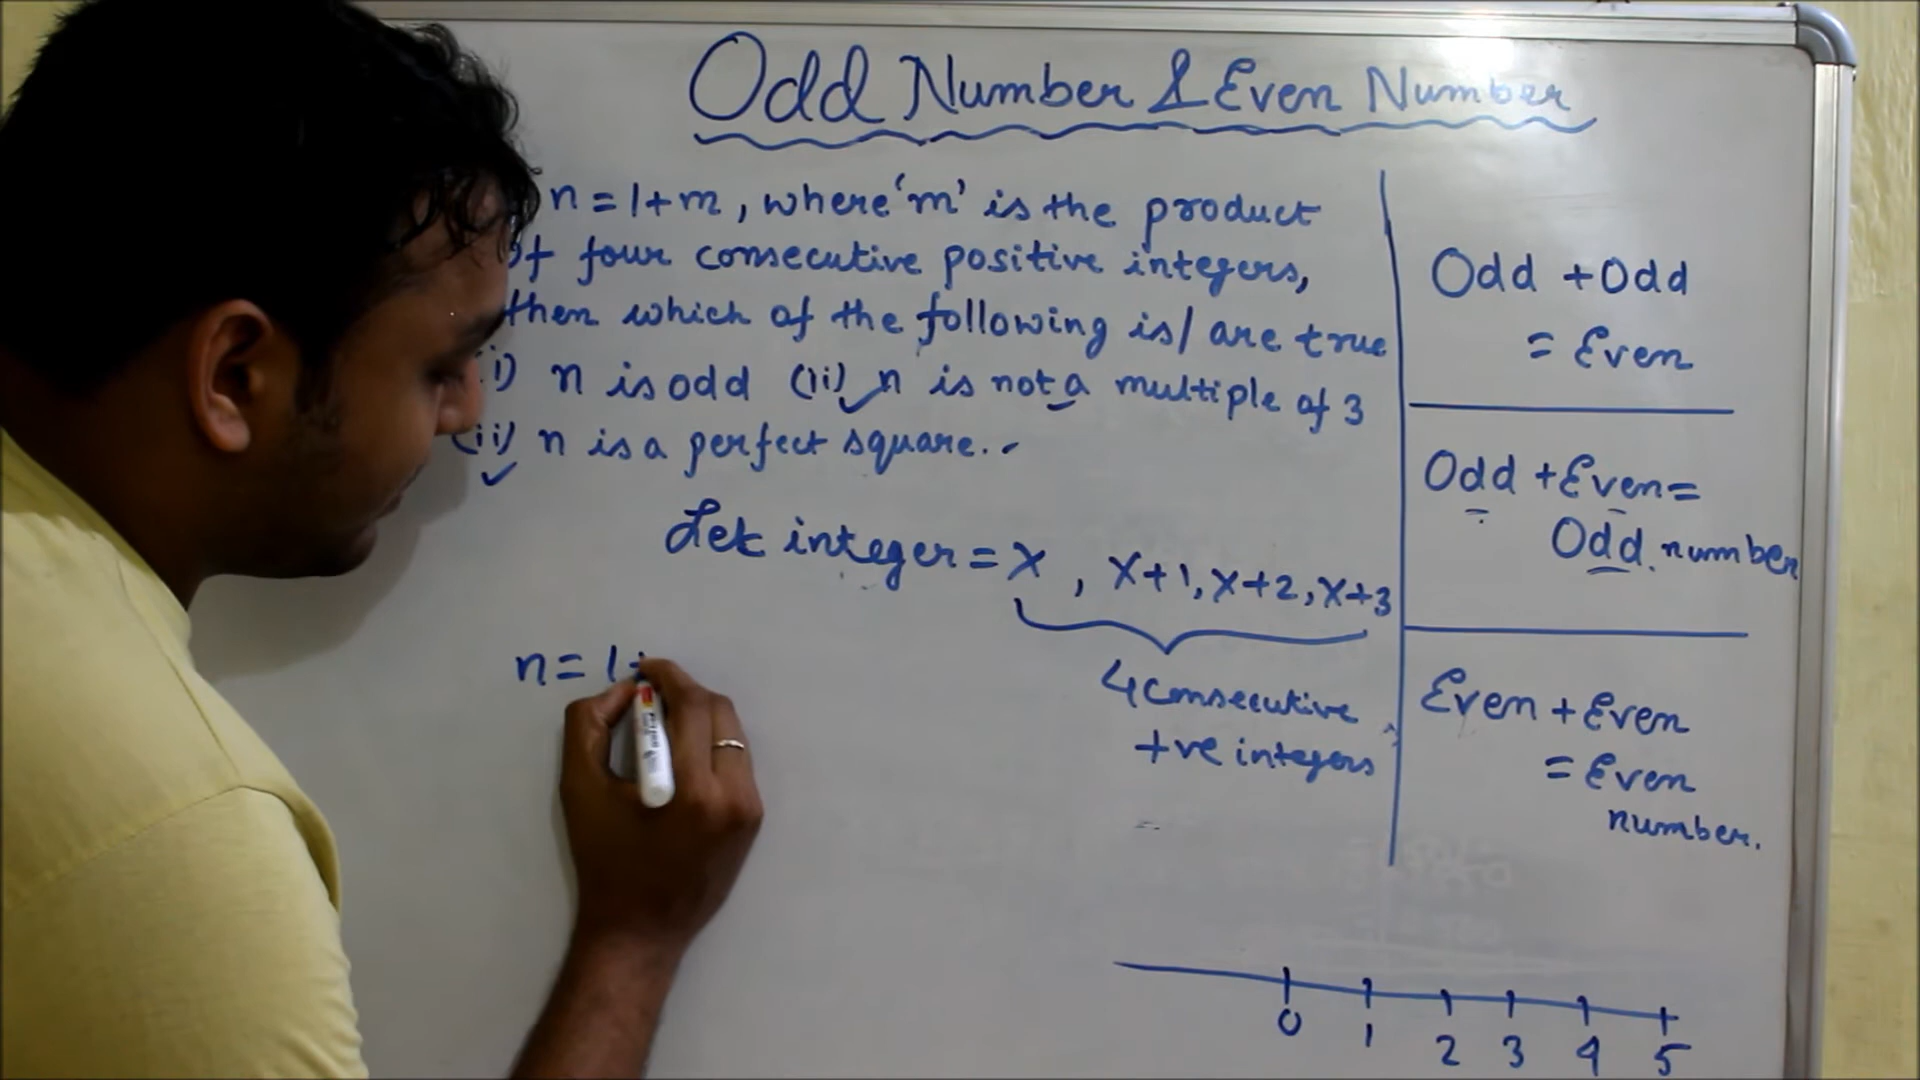 Odd Number & Even Number
n = 1+m, where 'm' is the product
of four consecutive positive integers,
then which of the following is/are true
(i) n is odd (ii) n is not a multiple of 3
(ii) n is a perfect square.
Let integer = x, x+1, x+2, x+3
4 consecutive
+ve integers
n = 1+
Odd + Odd
= Even
Odd + Even =
Odd number
Even + Even
= Even
number.
0 1 2 3 4 5